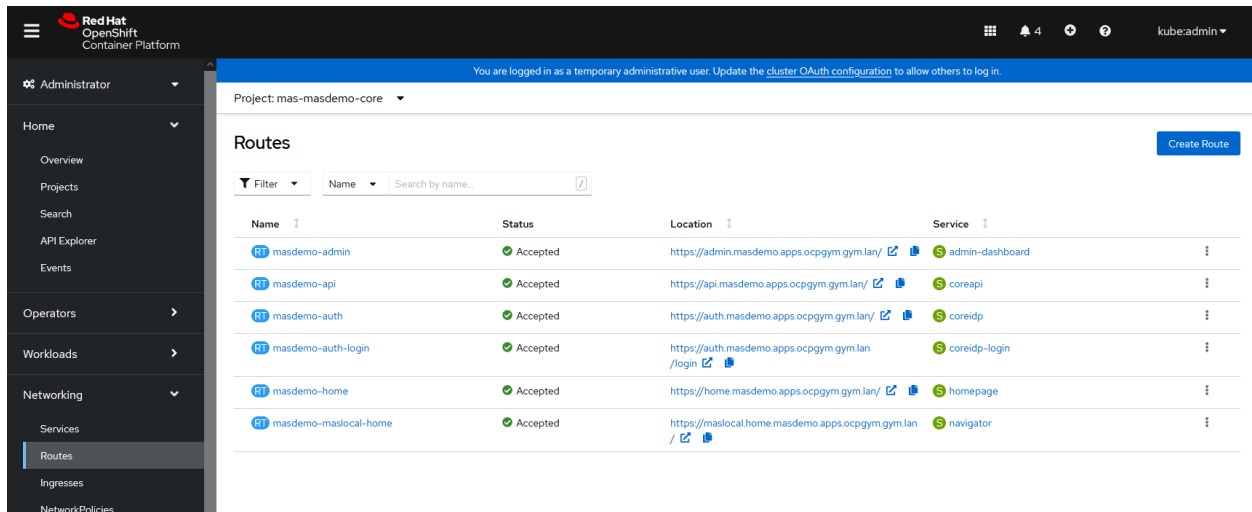 Red Hat
OpenShift
Container Platform
4
kube:admin
Administrator
You are logged in as a temporary administrative user. Update the cluster OAuth configuration to allow others to log in.
Project: mas-masdemo-core
Home
Overview
Projects
Search
API Explorer
Events
Operators
Workloads
Networking
Services
Routes
Ingresses
NetworkPolicies
Routes
Create Route
Filter
Name
Search by name...
/
Name Status Location Service
RT masdemo-admin Accepted https://admin.masdemo.apps.ocpgym.gym.lan/ S admin-dashboard
RT masdemo-api Accepted https://api.masdemo.apps.ocpgym.gym.lan/ S coreapi
RT masdemo-auth Accepted https://auth.masdemo.apps.ocpgym.gym.lan/ S coreidp
RT masdemo-auth-login Accepted https://auth.masdemo.apps.ocpgym.gym.lan S coreidp-login
/login
RT masdemo-home Accepted https://home.masdemo.apps.ocpgym.gym.lan/ S homepage
RT masdemo-maslocal-home Accepted https://maslocal.home.masdemo.apps.ocpgym.gym.lan S navigator
/